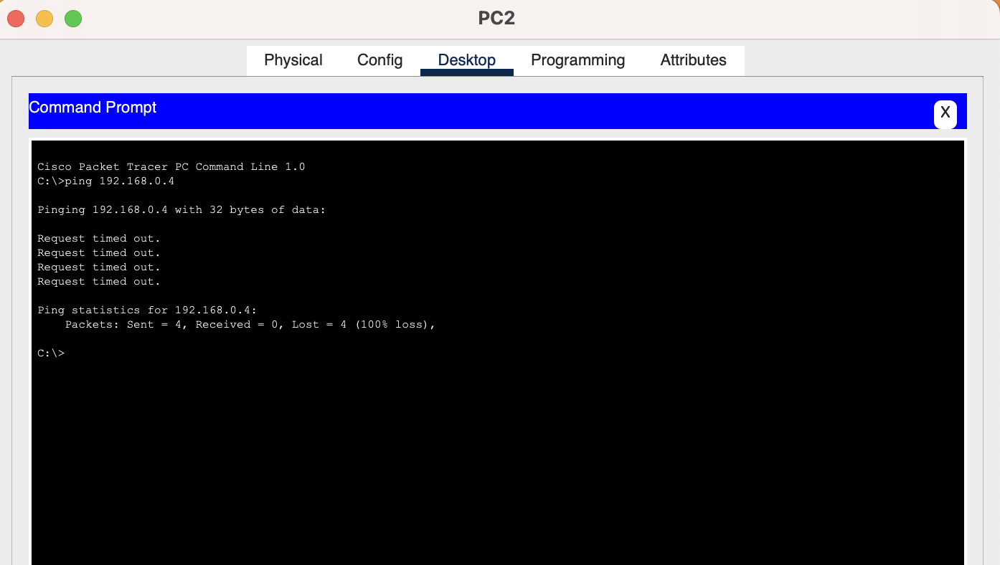 PC2
Physical Config Desktop Programming Attributes
Command Prompt
X
Cisco Packet Tracer PC Command Line 1.0
C:\>ping 192.168.0.4
Pinging 192.168.0.4 with 32 bytes of data:
Request timed out.
Request timed out.
Request timed out.
Request timed out.
Ping statistics for 192.168.0.4:
    Packets: Sent = 4, Received = 0, Lost = 4 (100% loss),
C:\>